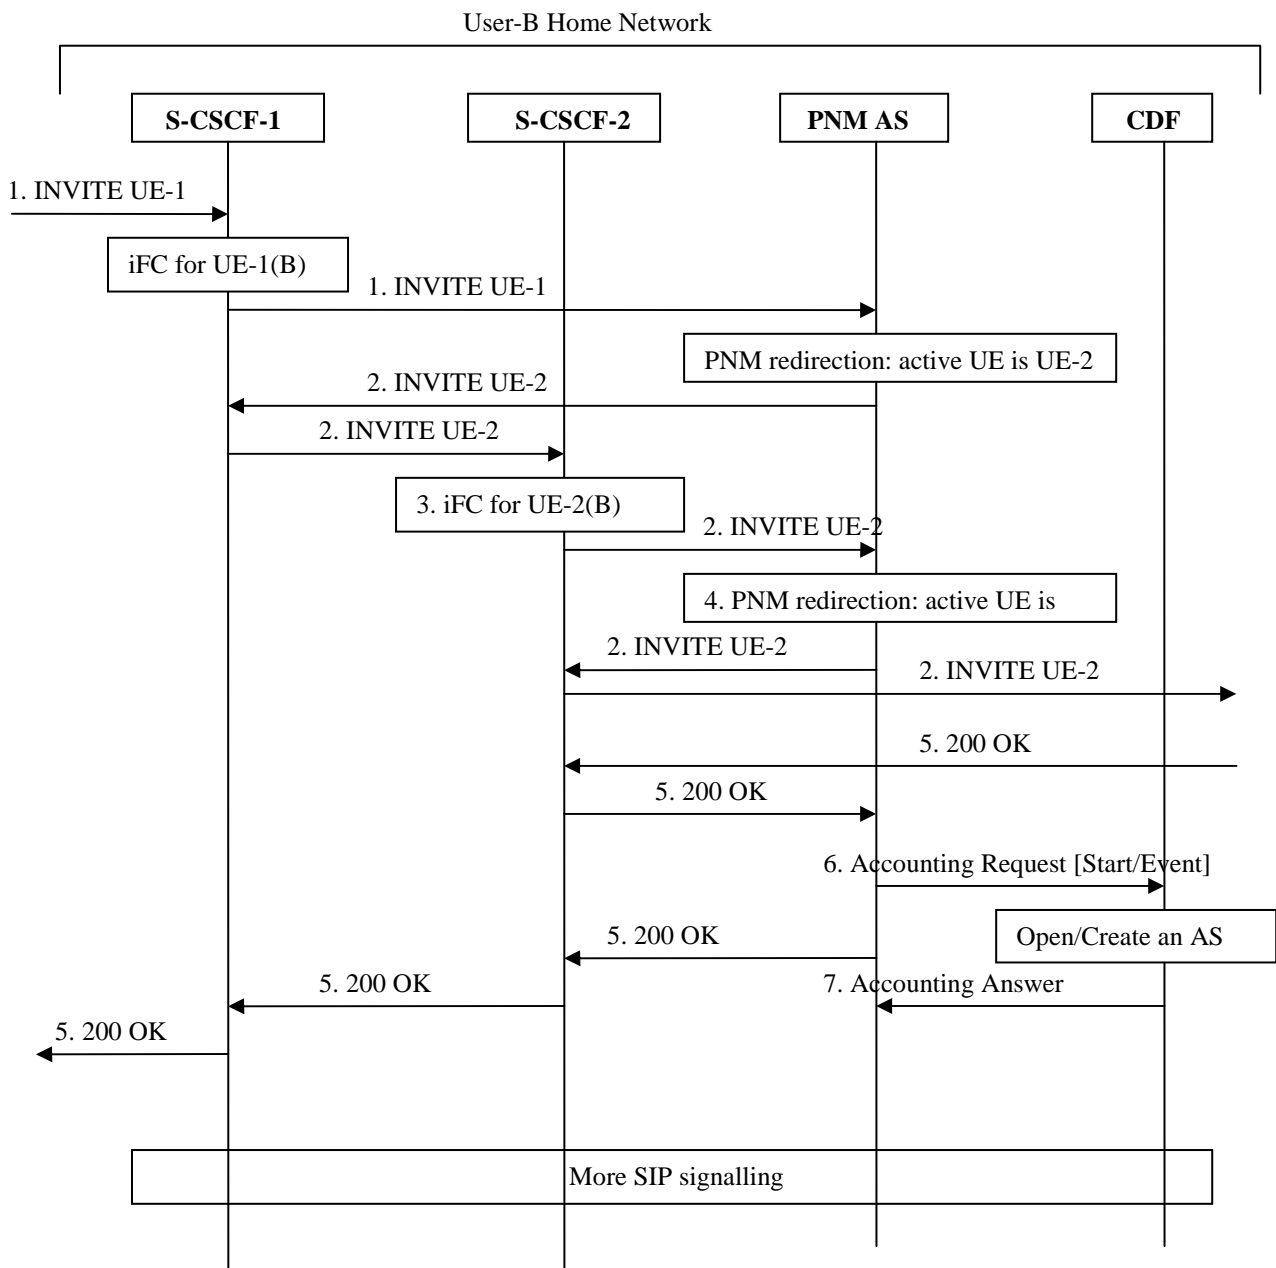 User-B Home Network
S-CSCF-1
S-CSCF-2
PNM AS
CDF
1. INVITE UE-1
iFC for UE-1(B)
1. INVITE UE-1
PNM redirection: active UE is UE-2
2. INVITE UE-2
2. INVITE UE-2
3. iFC for UE-2(B)
2. INVITE UE-2
4. PNM redirection: active UE is
2. INVITE UE-2
2. INVITE UE-2
5. 200 OK
5. 200 OK
6. Accounting Request [Start/Event]
Open/Create an AS
5. 200 OK
7. Accounting Answer
5. 200 OK
5. 200 OK
More SIP signalling